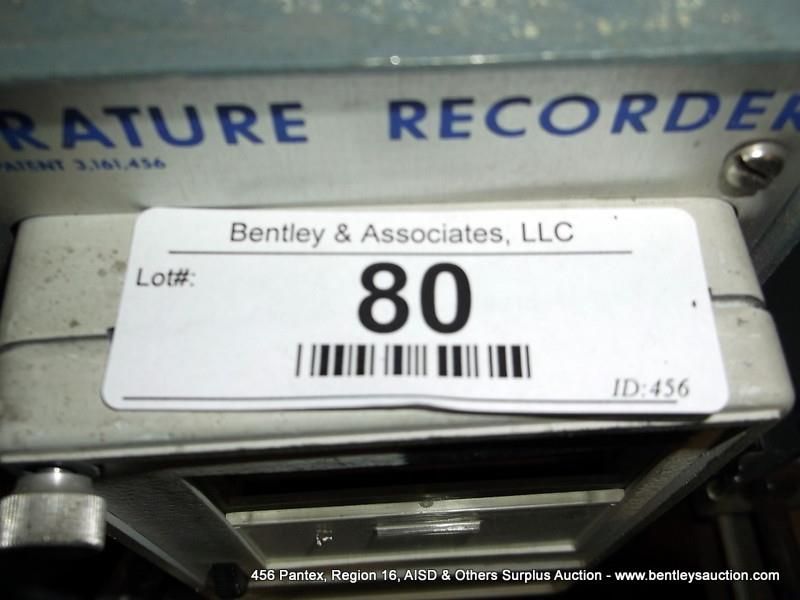 RATURE RECORDER
PATENT 3,161,456
Bentley & Associates, LLC
Lot#:
80
ID:456
456 Pantex, Region 16, AISD & Others Surplus Auction - www.bentleysauction.com